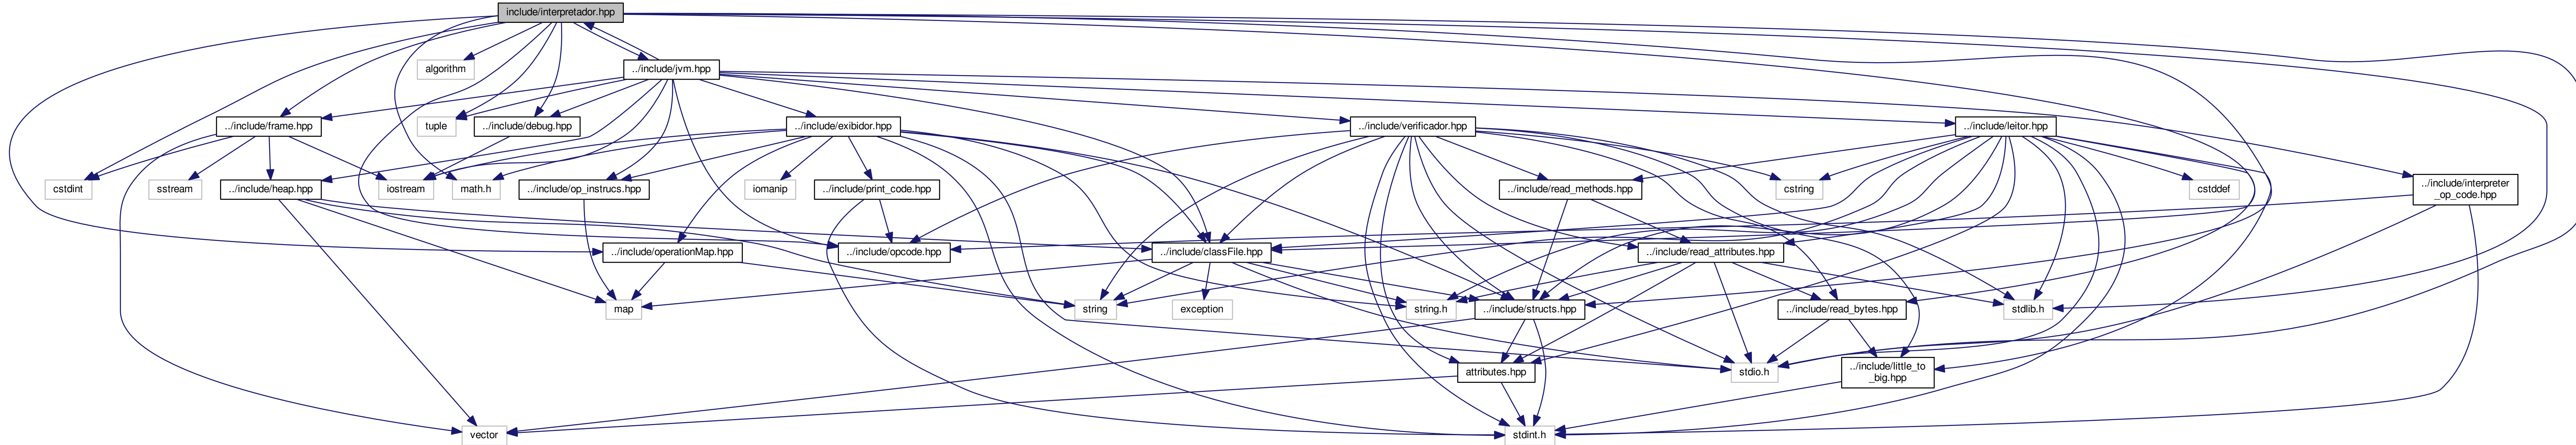 include/interpretador.hpp
algorithm
../include/jvm.hpp
../include/frame.hpp
tuple
../include/debug.hpp
../include/exibidor.hpp
../include/verificador.hpp
../include/leitor.hpp
cstdint
sstream
../include/heap.hpp
iostream
math.h
../include/op_instrucs.hpp
iomanip
../include/print_code.hpp
../include/read_methods.hpp
cstring
cstddef
../include/interpreter
_op_code.hpp
../include/operationMap.hpp
../include/opcode.hpp
../include/classFile.hpp
../include/read_attributes.hpp
map
string
exception
string.h
../include/structs.hpp
../include/read_bytes.hpp
stdlib.h
attributes.hpp
stdio.h
../include/little_to
_big.hpp
vector
stdint.h